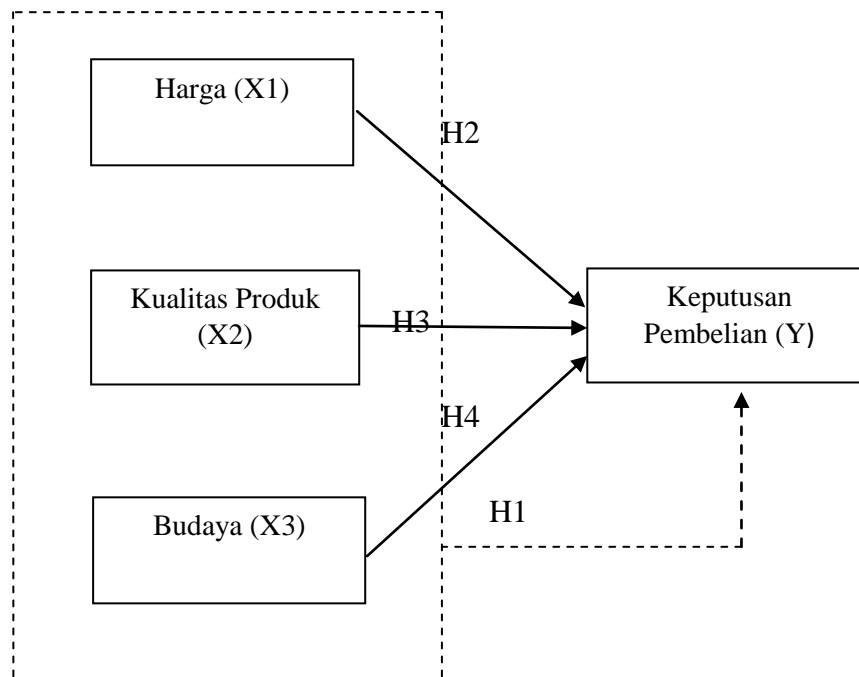 Harga (X1)
H2
Kualitas Produk
(X2)
H3
Keputusan
Pembelian (Y)
H4
Budaya (X3)
H1